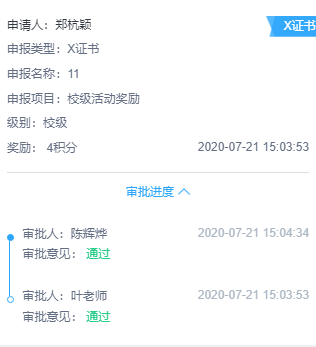 申请人：郑杭颖
X证书
申报类型：X证书
申报名称：11
申报项目：校级活动奖励
级别：校级
奖励： 4积分 2020-07-21 15:03:53
审批进度
审批人：陈辉烨 2020-07-21 15:04:34
审批意见： 通过
审批人：叶老师 2020-07-21 15:03:53
审批意见： 通过